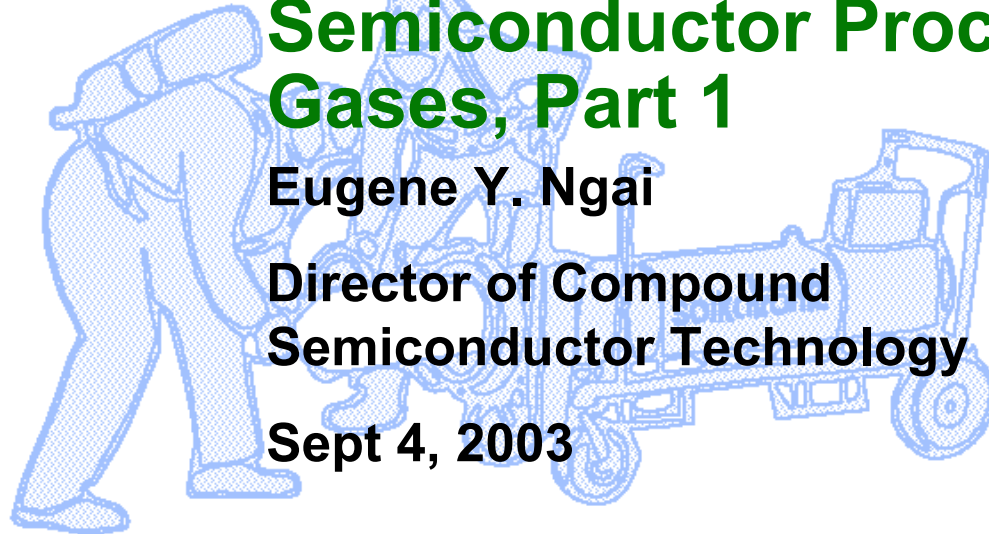 Semiconductor Proc
Gases, Part 1
Eugene Y. Ngai
Director of Compound
Semiconductor Technology
Sept 4, 2003